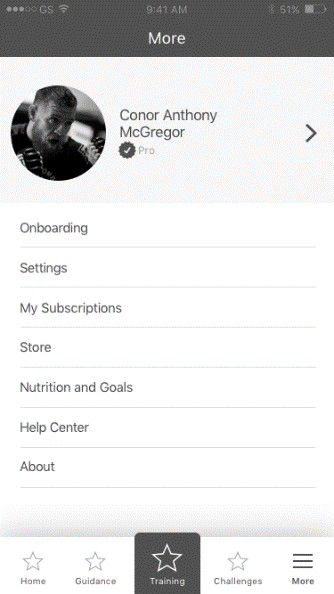 GS 9:41 AM 51%
More
Conor Anthony
McGregor
Pro
Onboarding
Settings
My Subscriptions
Store
Nutrition and Goals
Help Center
About
Home Guidance Training Challenges More